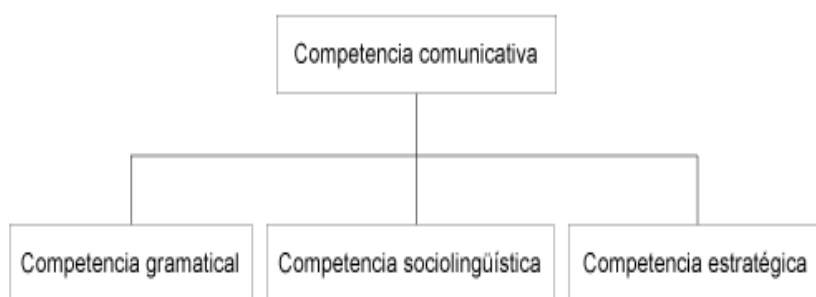 Competencia comunicativa
Competencia gramatical
Competencia sociolingüística
Competencia estratégica